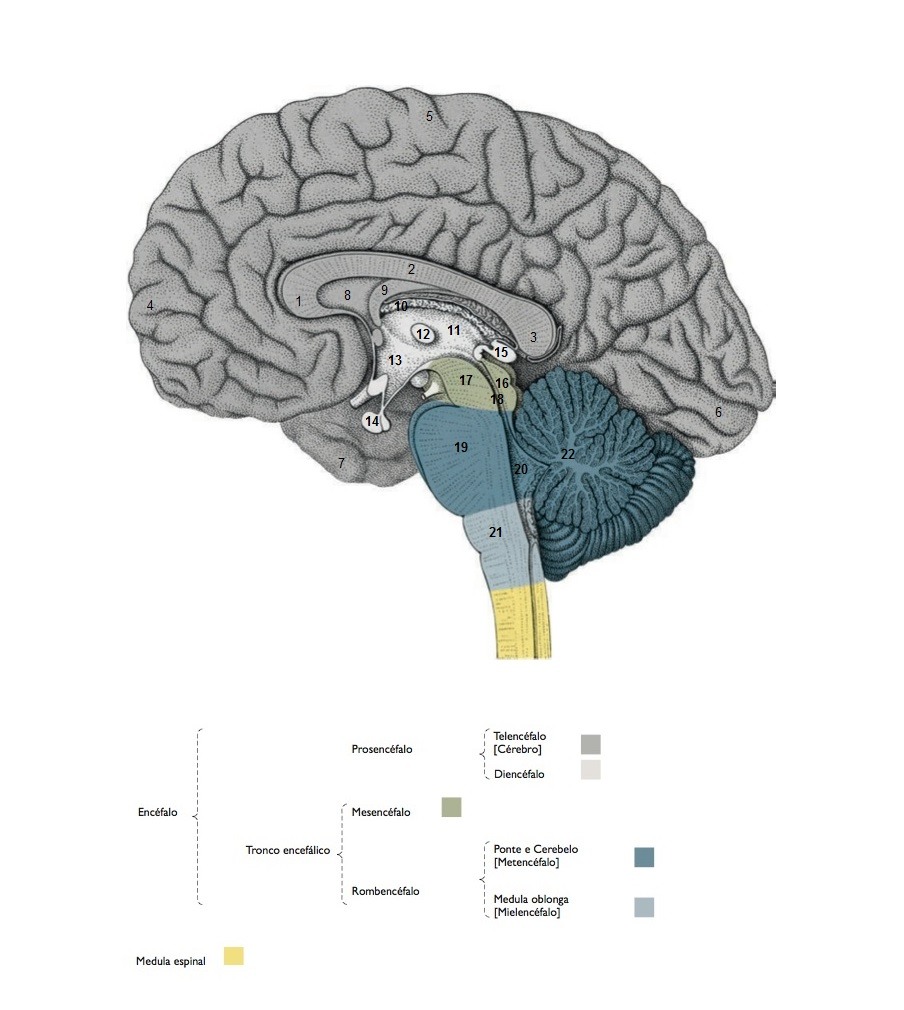 5
2
9
8
1
10
4
12
11
3
15
13
17
16
18
6
14
19
22
7
20
21
Telencéfalo
[Cérebro]
Prosencéfalo
Diencéfalo
Encéfalo
Mesencéfalo
Tronco encefálico
Ponte e Cerebelo
[Metencéfalo]
Rombencéfalo
Medula oblonga
[Mielencéfalo]
Medula espinal